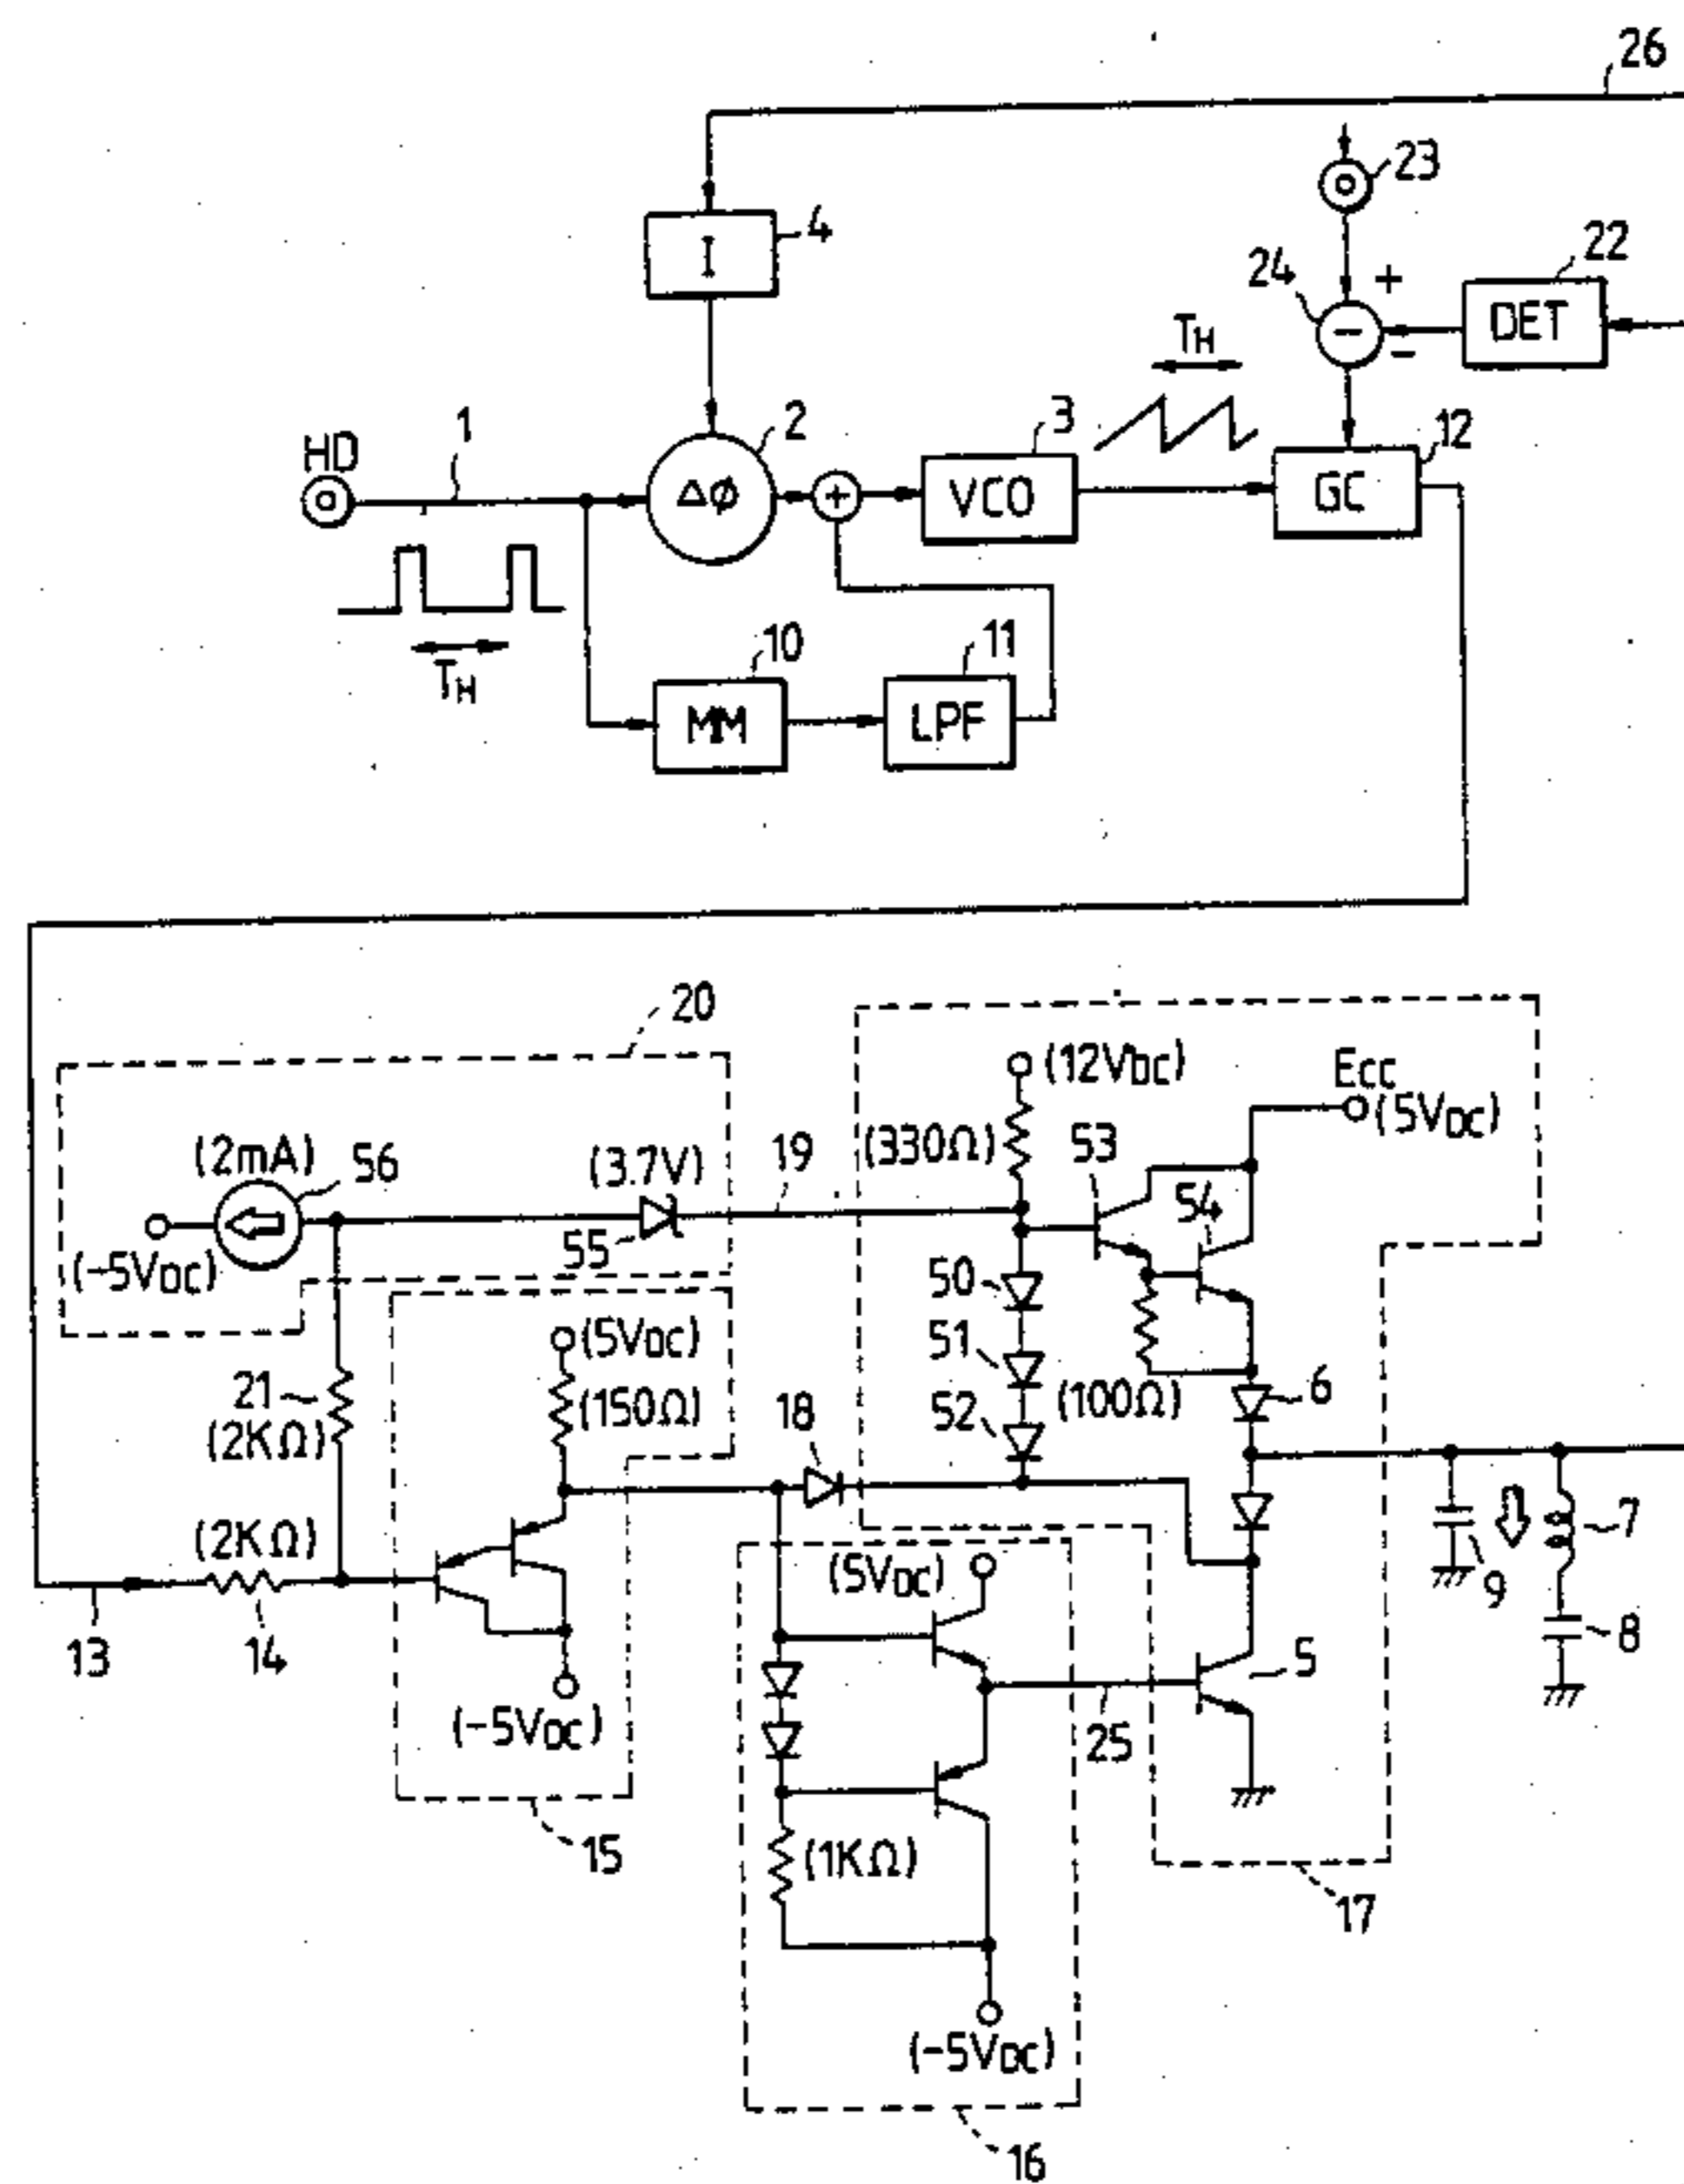 26
23
4
I
24
+
22
DET
-
-
TH
HD
1
2
Δφ
+
3
VCO
12
GC
TH
10
MM
11
LPF
20
(12VDC)
Ecc
(5VDC)
(2mA)
56
(3.7V)
19
(330Ω)
53
54
(-5VDC)
55
50
(5VDC)
51
21
(2KΩ)
(150Ω)
18
52
(100Ω)
6
(2KΩ)
7
(5VDC)
9
8
13
14
5
(-5VDC)
25
15
(1KΩ)
17
(-5VDC)
16